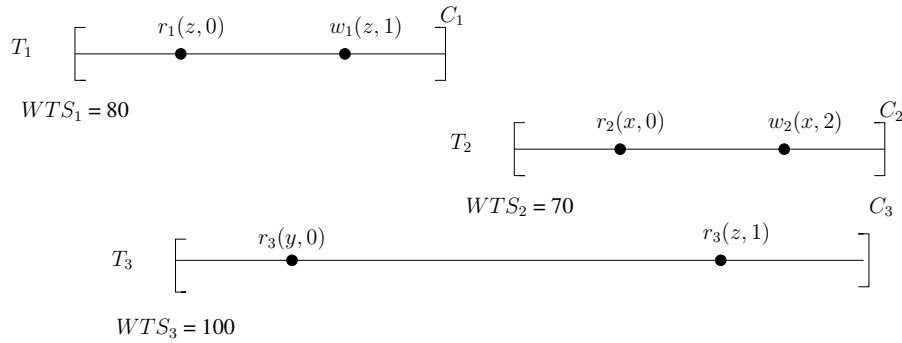 C₁
r₁(z, 0) w₁(z, 1)
T₁
WTS₁ = 80
C₂
r₂(x, 0) w₂(x, 2)
T₂
WTS₂ = 70
C₃
r₃(y, 0) r₃(z, 1)
T₃
WTS₃ = 100